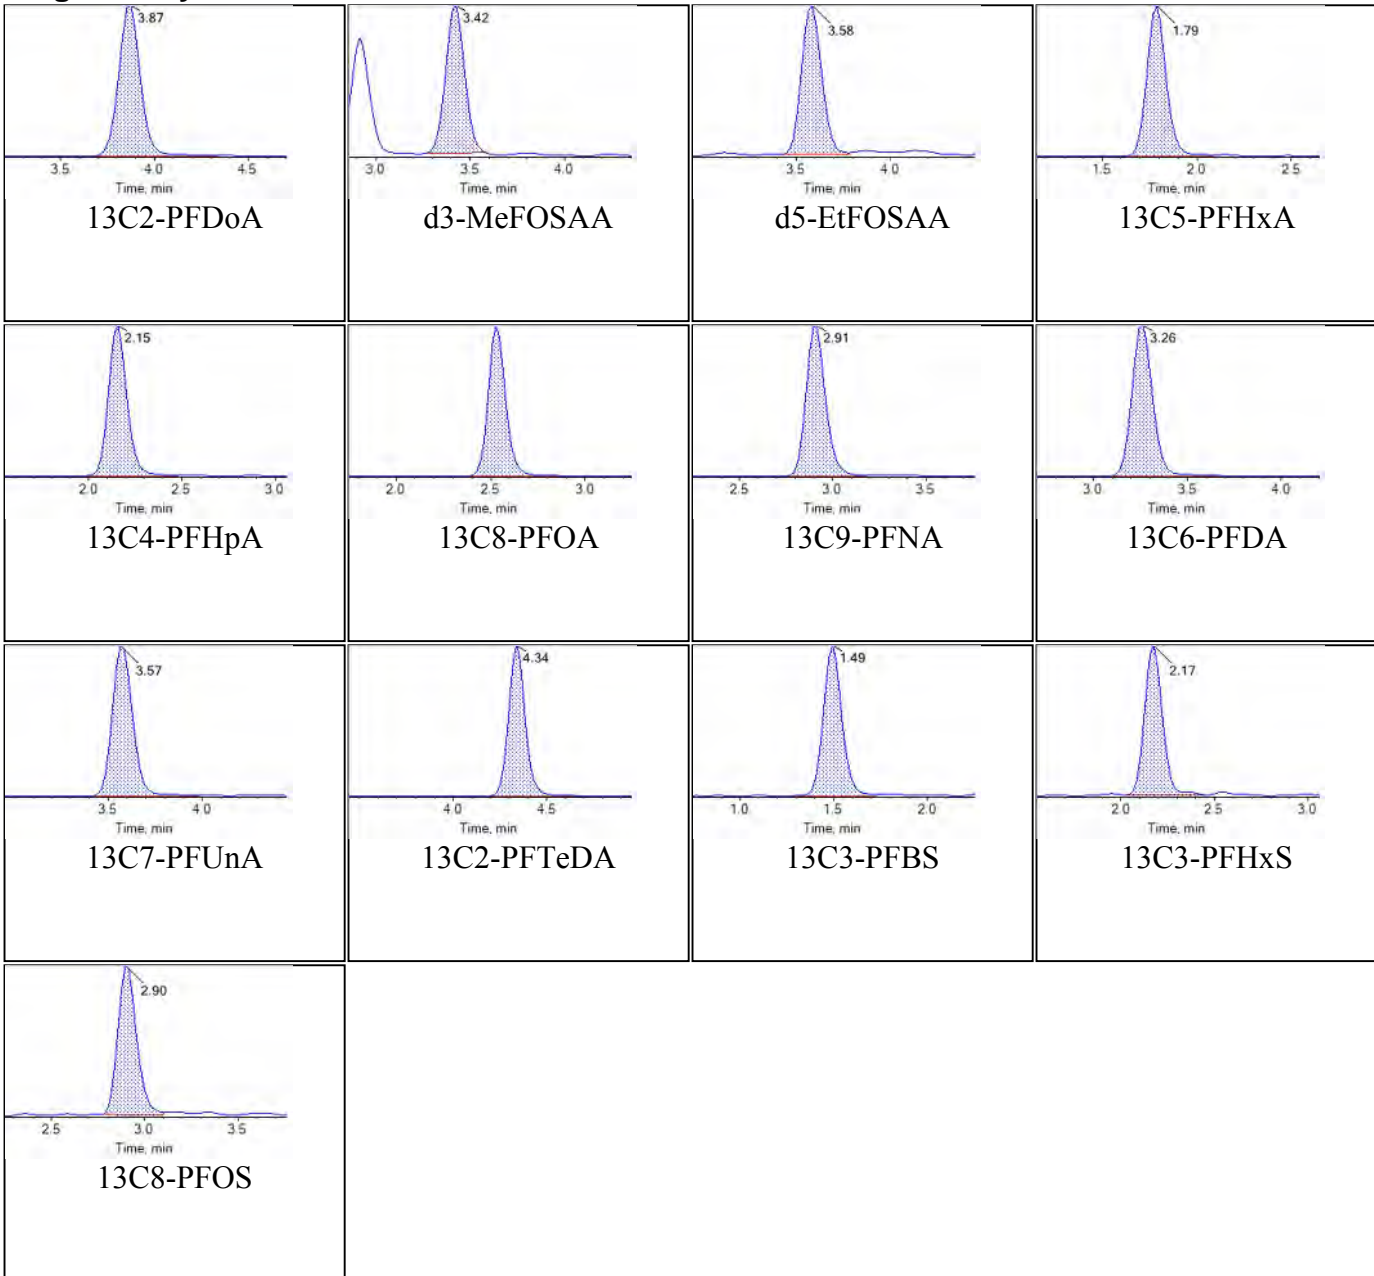 3.87
3.5 4.0 4.5
Time, min
13C2-PFDoA
3.42
3.0 3.5 4.0
Time, min
d3-MeFOSAA
3.58
3.5 4.0
Time, min
d5-EtFOSAA
1.79
1.5 2.0 2.5
Time, min
13C5-PFHxA
2.15
2.0 2.5 3.0
Time, min
13C4-PFHpA
2.0 2.5 3.0
Time, min
13C8-PFOA
2.91
2.5 3.0 3.5
Time, min
13C9-PFNA
3.26
3.0 3.5 4.0
Time, min
13C6-PFDA
3.57
3.5 4.0
Time, min
13C7-PFUnA
4.34
4.0 4.5
Time, min
13C2-PFTeDA
1.49
1.0 1.5 2.0
Time, min
13C3-PFBS
2.17
2.0 2.5 3.0
Time, min
13C3-PFHxS
2.90
2.5 3.0 3.5
Time, min
13C8-PFOS